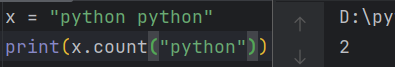 x = "python python"
print(x.count("python"))
D:\py
2